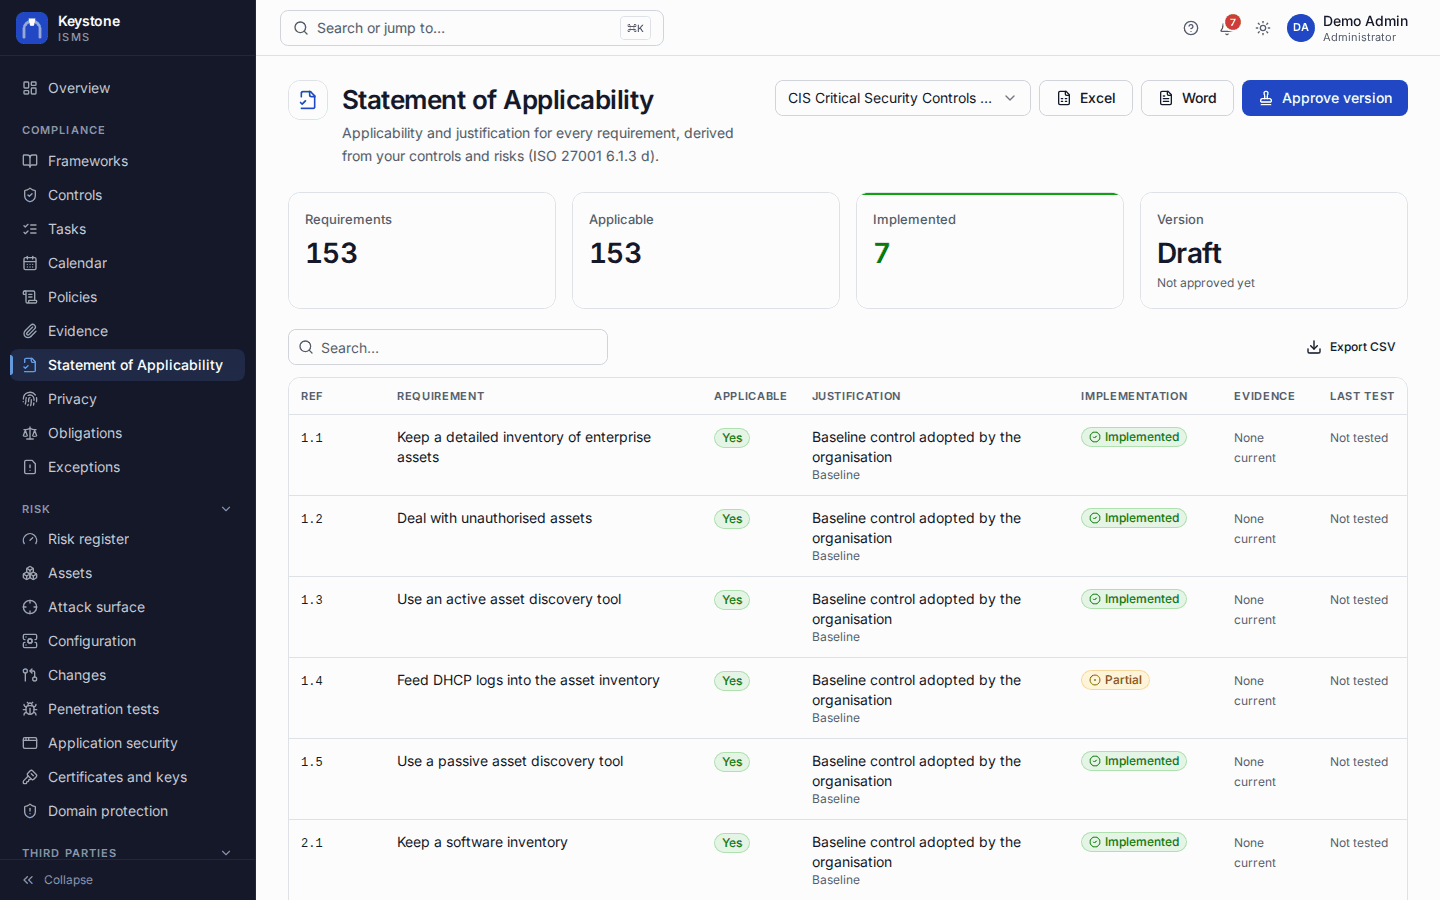 Keystone
ISMS
Search or jump to...
⌘K
7
DA
Demo Admin
Administrator
Overview
COMPLIANCE
Frameworks
Controls
Tasks
Calendar
Policies
Evidence
Statement of Applicability
Privacy
Obligations
Exceptions
RISK
Risk register
Assets
Attack surface
Configuration
Changes
Penetration tests
Application security
Certificates and keys
Domain protection
THIRD PARTIES
Collapse
Statement of Applicability
Applicability and justification for every requirement, derived
from your controls and risks (ISO 27001 6.1.3 d).
CIS Critical Security Controls ...
Excel
Word
Approve version
Requirements
153
Applicable
153
Implemented
7
Version
Draft
Not approved yet
Search...
Export CSV
REF REQUIREMENT APPLICABLE JUSTIFICATION IMPLEMENTATION EVIDENCE LAST TEST
1.1 Keep a detailed inventory of enterprise Yes Baseline control adopted by the Implemented None Not tested
assets organisation current
Baseline
1.2 Deal with unauthorised assets Yes Baseline control adopted by the Implemented None Not tested
organisation current
Baseline
1.3 Use an active asset discovery tool Yes Baseline control adopted by the Implemented None Not tested
organisation current
Baseline
1.4 Feed DHCP logs into the asset inventory Yes Baseline control adopted by the Partial None Not tested
organisation current
Baseline
1.5 Use a passive asset discovery tool Yes Baseline control adopted by the Implemented None Not tested
organisation current
Baseline
2.1 Keep a software inventory Yes Baseline control adopted by the Implemented None Not tested
organisation current
Baseline